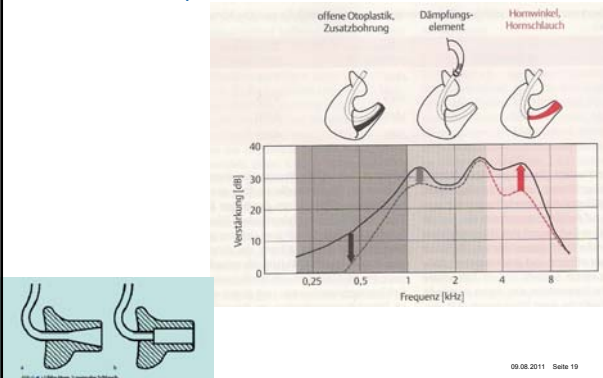 offene Otoplastik,
Zusatzbohrung
Dämpfungs-
element
Hornwinkel,
Hornschlauch
Verstärkung [dB]
40
30
20
10
0
0,25 0,5 1 2 4 8
Frequenz [kHz]
a b
09.08.2011 Seite 19